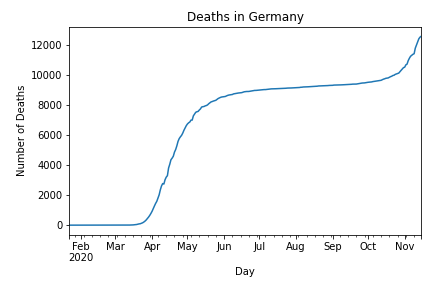 Deaths in Germany
Number of Deaths
12000
10000
8000
6000
4000
2000
0
Feb Mar Apr May Jun Jul Aug Sep Oct Nov
2020
Day